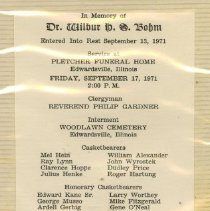 In Memory of
Dr. Wilbur H. G. Bohm
Entered Into Rest September 13, 1971
Service at
PLETCHER FUNERAL HOME
Edwardsville, Illinois
FRIDAY, SEPTEMBER 17, 1971
2:00 P. M.
Clergyman
REVEREND PHILIP GARDNER
Interment
WOODLAWN CEMETERY
Edwardsville, Illinois
Casketbearers
Mel Hein William Alexander
Ray Lynn John Wyrostek
Clarence Hoppe Dudley Price
Julius Henke Roger Hartung
Honorary Casketbearers
Edward Kane Sr. Larry Worthey
George Musso Mike Fitzgerald
Ardell Gerbig Gene O'Neal